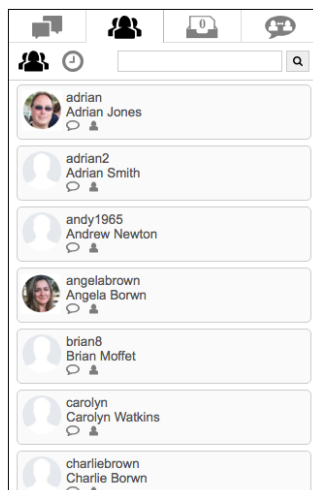 0
adrian
Adrian Jones
adrian2
Adrian Smith
andy1965
Andrew Newton
angelabrown
Angela Borwn
brian8
Brian Moffet
carolyn
Carolyn Watkins
charliebrown
Charlie Borwn